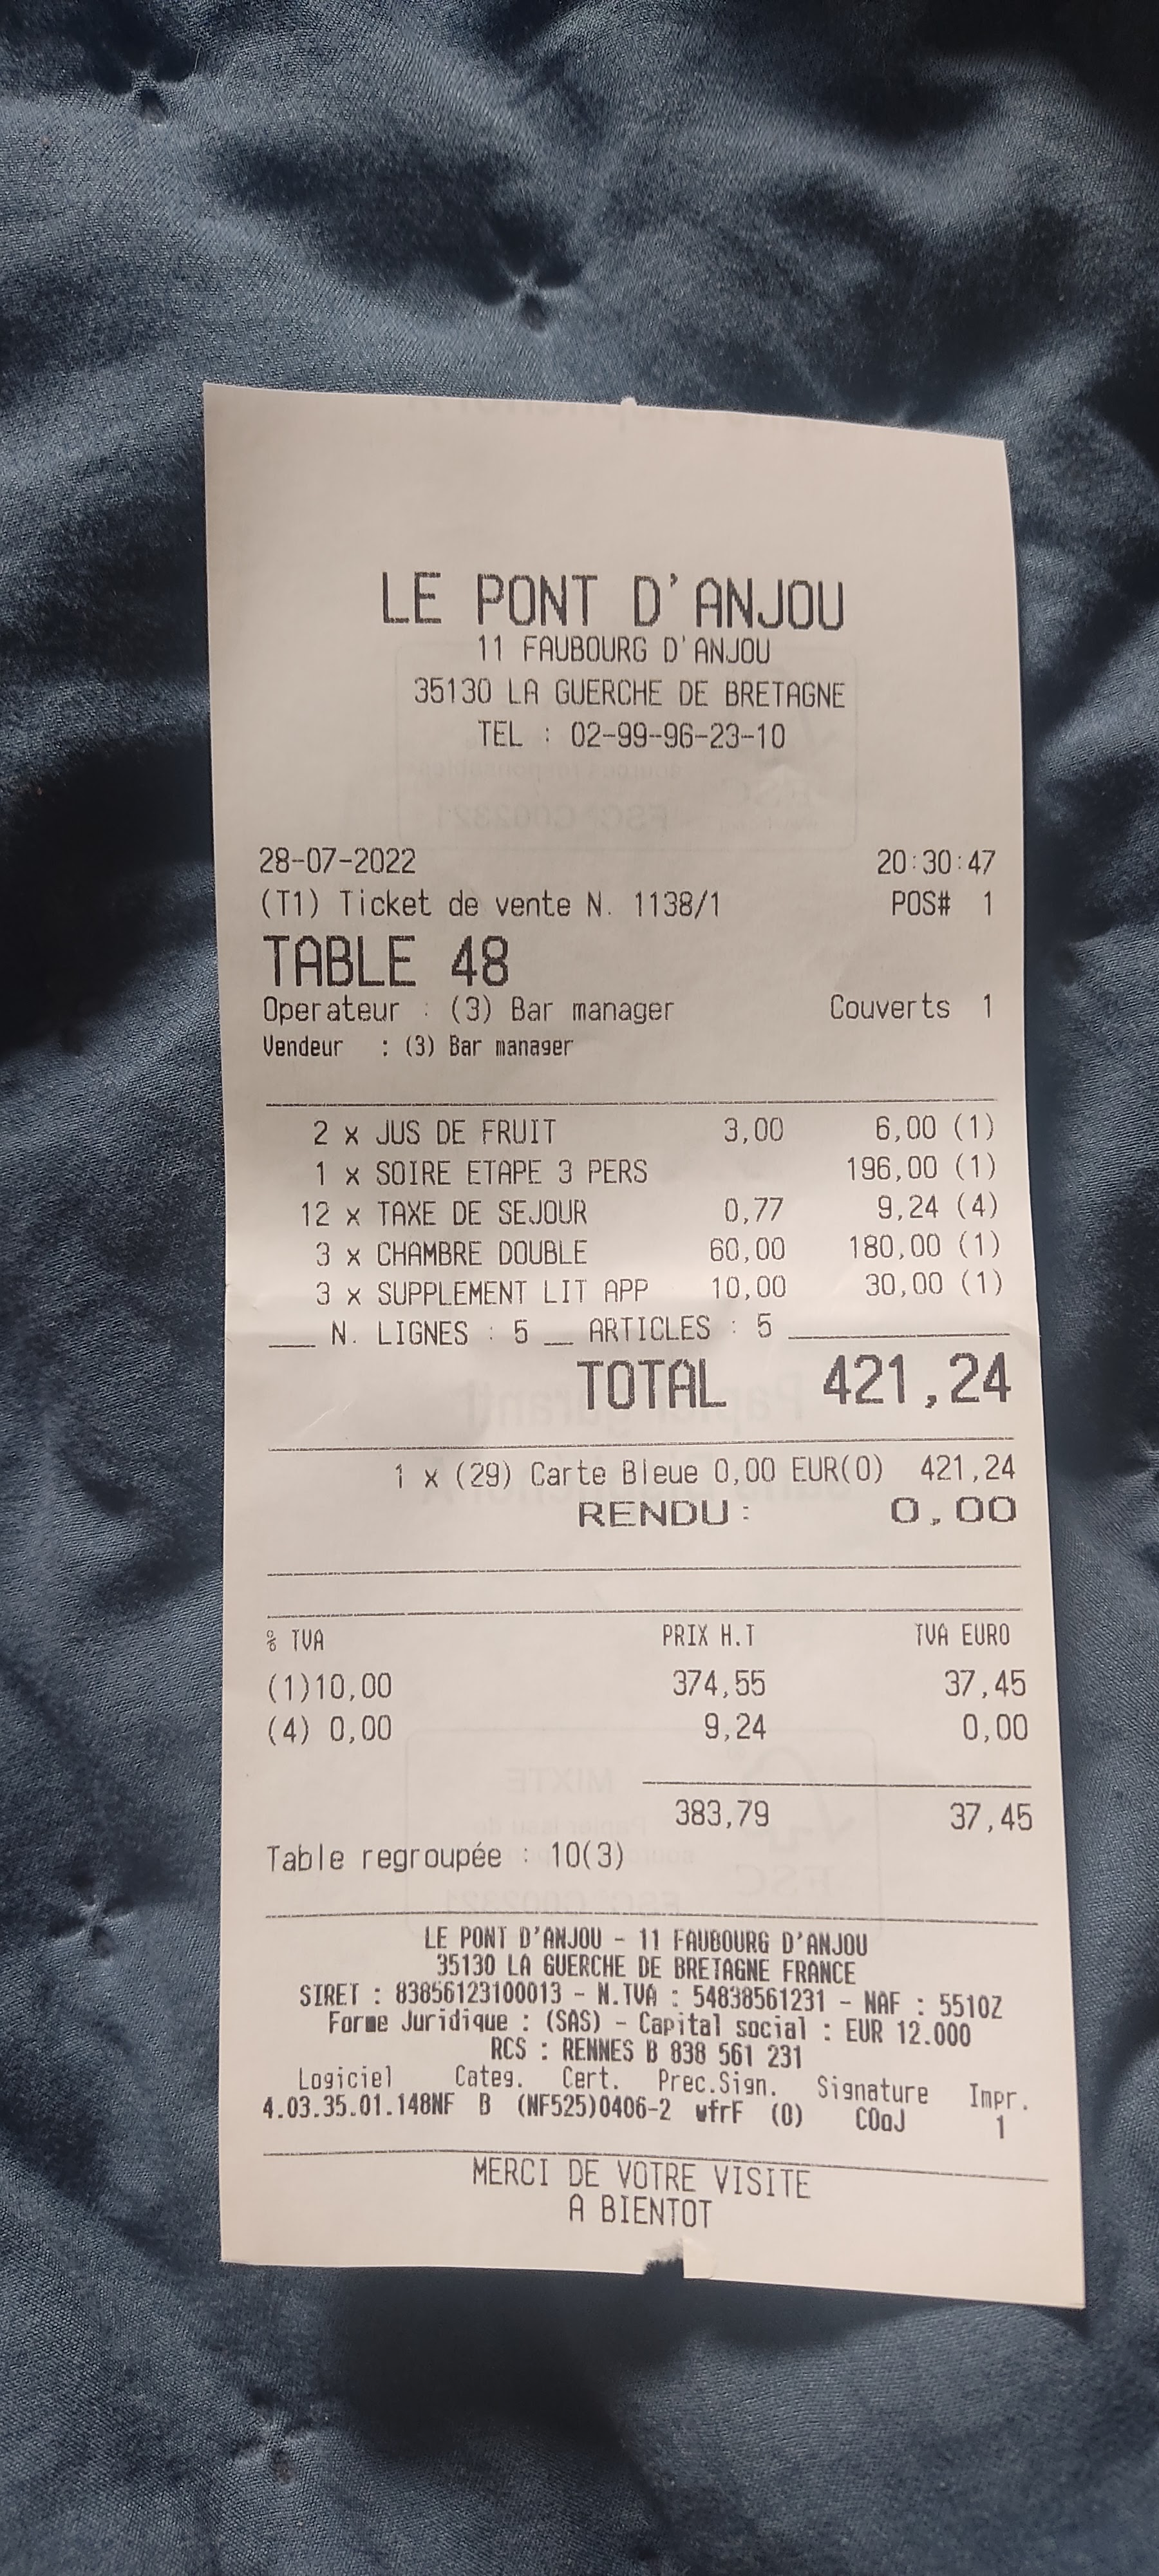 LE PONT D'ANJOU
11 FAUBOURG D'ANJOU
35130 LA GUERCHE DE BRETAGNE
TEL : 02-99-96-23-10
28-07-2022 20:30:47
(T1) Ticket de vente N. 1138/1 POS# 1
TABLE 48
Operateur : (3) Bar manager Couverts 1
Vendeur : (3) Bar manager
2 x JUS DE FRUIT 3,00 6,00 (1)
1 x SOIRE ETAPE 3 PERS 196,00 (1)
12 x TAXE DE SEJOUR 0,77 9,24 (4)
3 x CHAMBRE DOUBLE 60,00 180,00 (1)
3 x SUPPLEMENT LIT APP 10,00 30,00 (1)
N. LIGNES : 5 ARTICLES : 5
TOTAL 421,24
1 x (29) Carte Bleue 0,00 EUR(0) 421,24
RENDU : 0,00
% TVA PRIX H.T TVA EURO
(1)10,00 374,55 37,45
(4) 0,00 9,24 0,00
383,79 37,45
Table regroupée : 10(3)
LE PONT D'ANJOU - 11 FAUBOURG D'ANJOU
35130 LA GUERCHE DE BRETAGNE FRANCE
SIRET : 83856123100013 - N.TVA : 54838561231 - NAF : 5510Z
Forme Juridique : (SAS) - Capital social : EUR 12.000
RCS : RENNES B 838 561 231
Logiciel Categ. Cert. Prec.Sign. Signature Impr.
4.03.35.01.148NF B (NF525)0406-2 wfrF (0) COaJ 1
MERCI DE VOTRE VISITE
A BIENTOT